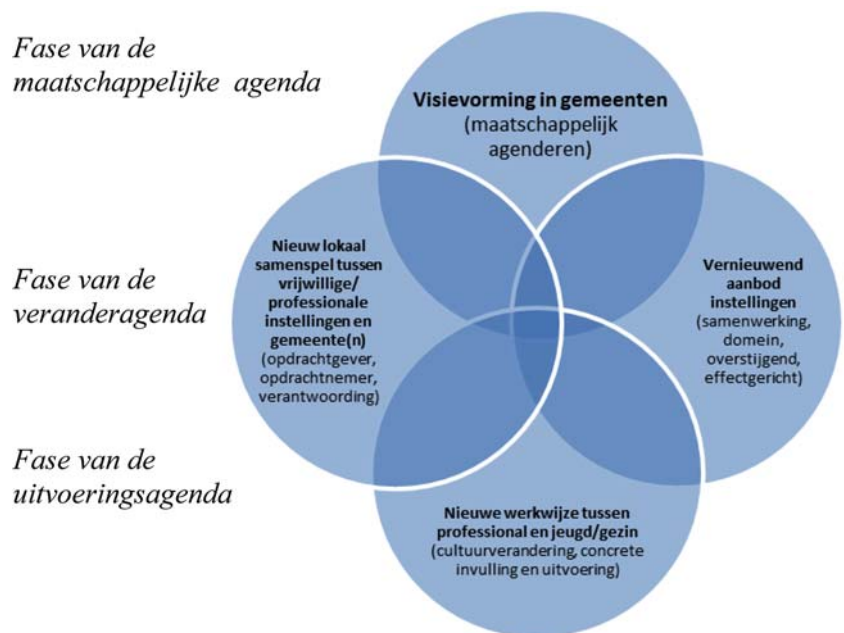 Fase van de
maatschappelijke agenda
Visievorming in gemeenten
(maatschappelijk
agenderen)
Fase van de
veranderagenda
Nieuw lokaal
samenspel tussen
vrijwillige/
professionale
instellingen en
gemeente(n)
(opdrachtgever,
opdrachtnemer,
verantwoording)
Vernieuwend
aanbod
instellingen
(samenwerking,
domein,
overstijgend,
effectgericht)
Fase van de
uitvoeringsagenda
Nieuwe werkwijze tussen
professional en jeugd/gezin
(cultuurverandering, concrete
invulling en uitvoering)